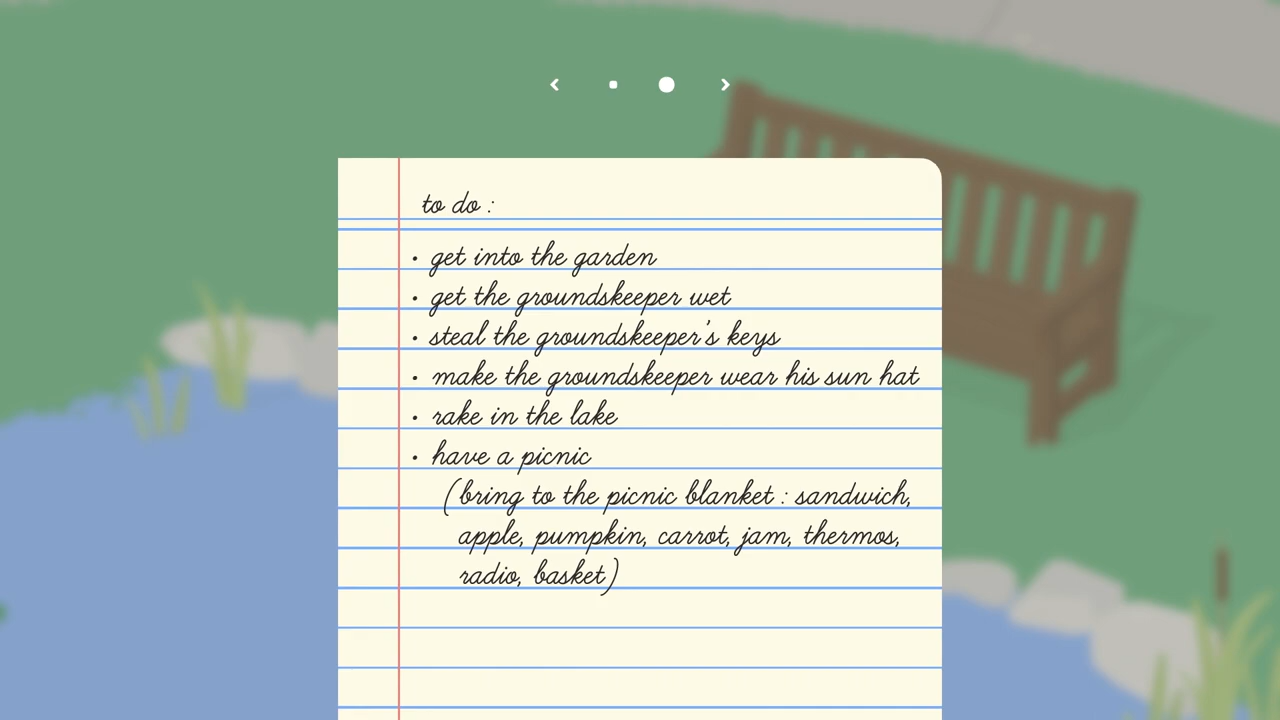 to do :
• get into the garden
• get the groundskeeper wet
• steal the groundskeeper's keys
• make the groundskeeper wear his sun hat
• rake in the lake
• have a picnic
(bring to the picnic blanket : sandwich,
apple, pumpkin, carrot, jam, thermos,
radio, basket)